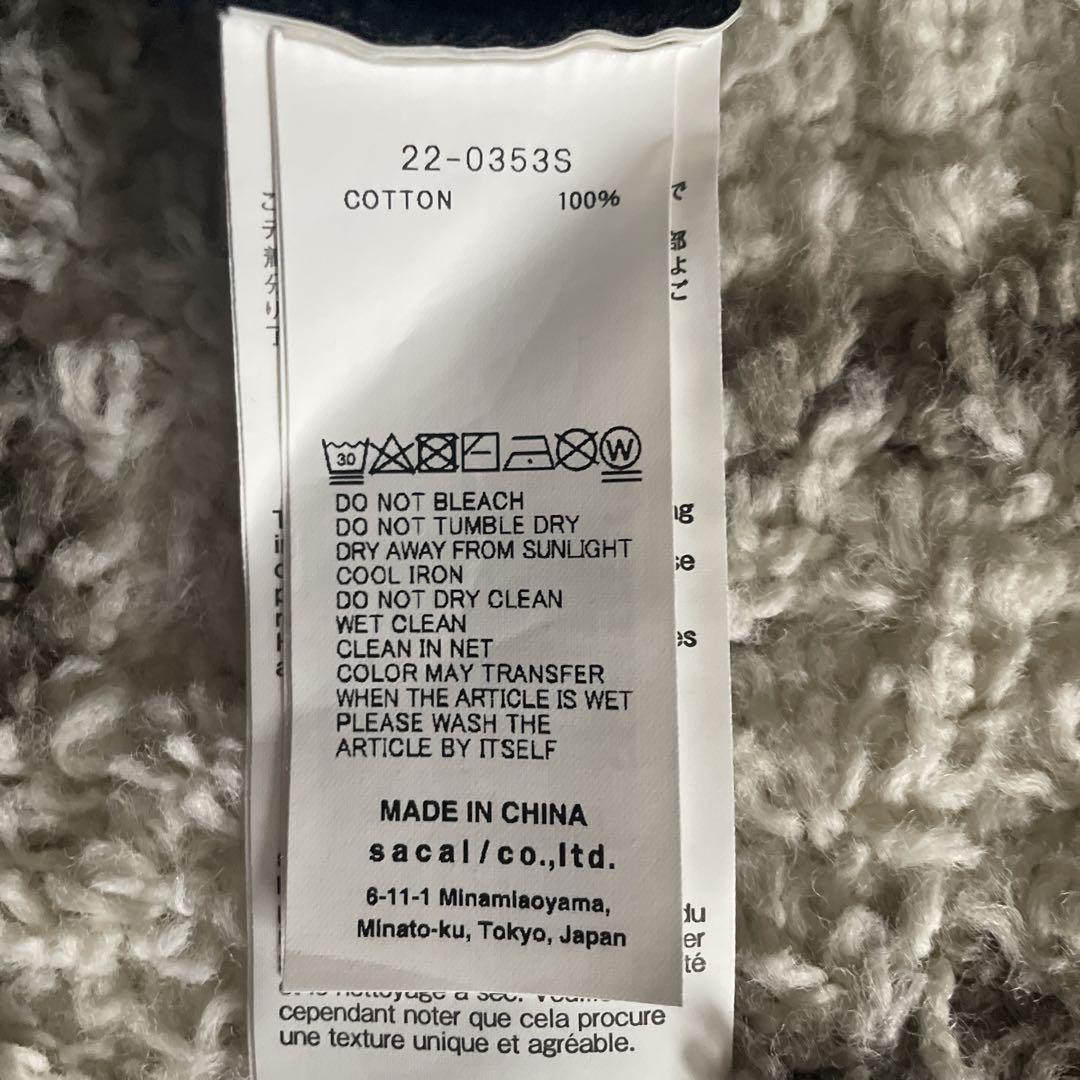 22-0353S
COTTON 100%
30
W
DO NOT BLEACH
DO NOT TUMBLE DRY
DRY AWAY FROM SUNLIGHT
COOL IRON
DO NOT DRY CLEAN
WET CLEAN
CLEAN IN NET
COLOR MAY TRANSFER
WHEN THE ARTICLE IS WET
PLEASE WASH THE
ARTICLE BY ITSELF
MADE IN CHINA
sacal/co.,ltd.
6-11-1 Minamiaoyama,
Minato-ku, Tokyo, Japan
cependant noter que cela procure
une texture unique et agréable.